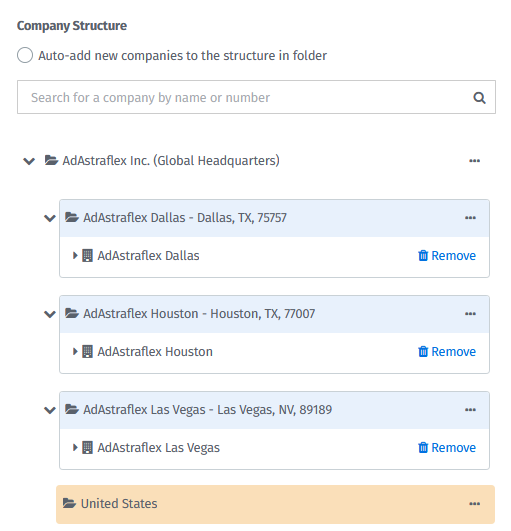 Company Structure
Auto-add new companies to the structure in folder
Search for a company by name or number
AdAstraflex Inc. (Global Headquarters)
AdAstraflex Dallas - Dallas, TX, 75757
AdAstraflex Dallas Remove
AdAstraflex Houston - Houston, TX, 77007
AdAstraflex Houston Remove
AdAstraflex Las Vegas - Las Vegas, NV, 89189
AdAstraflex Las Vegas Remove
United States